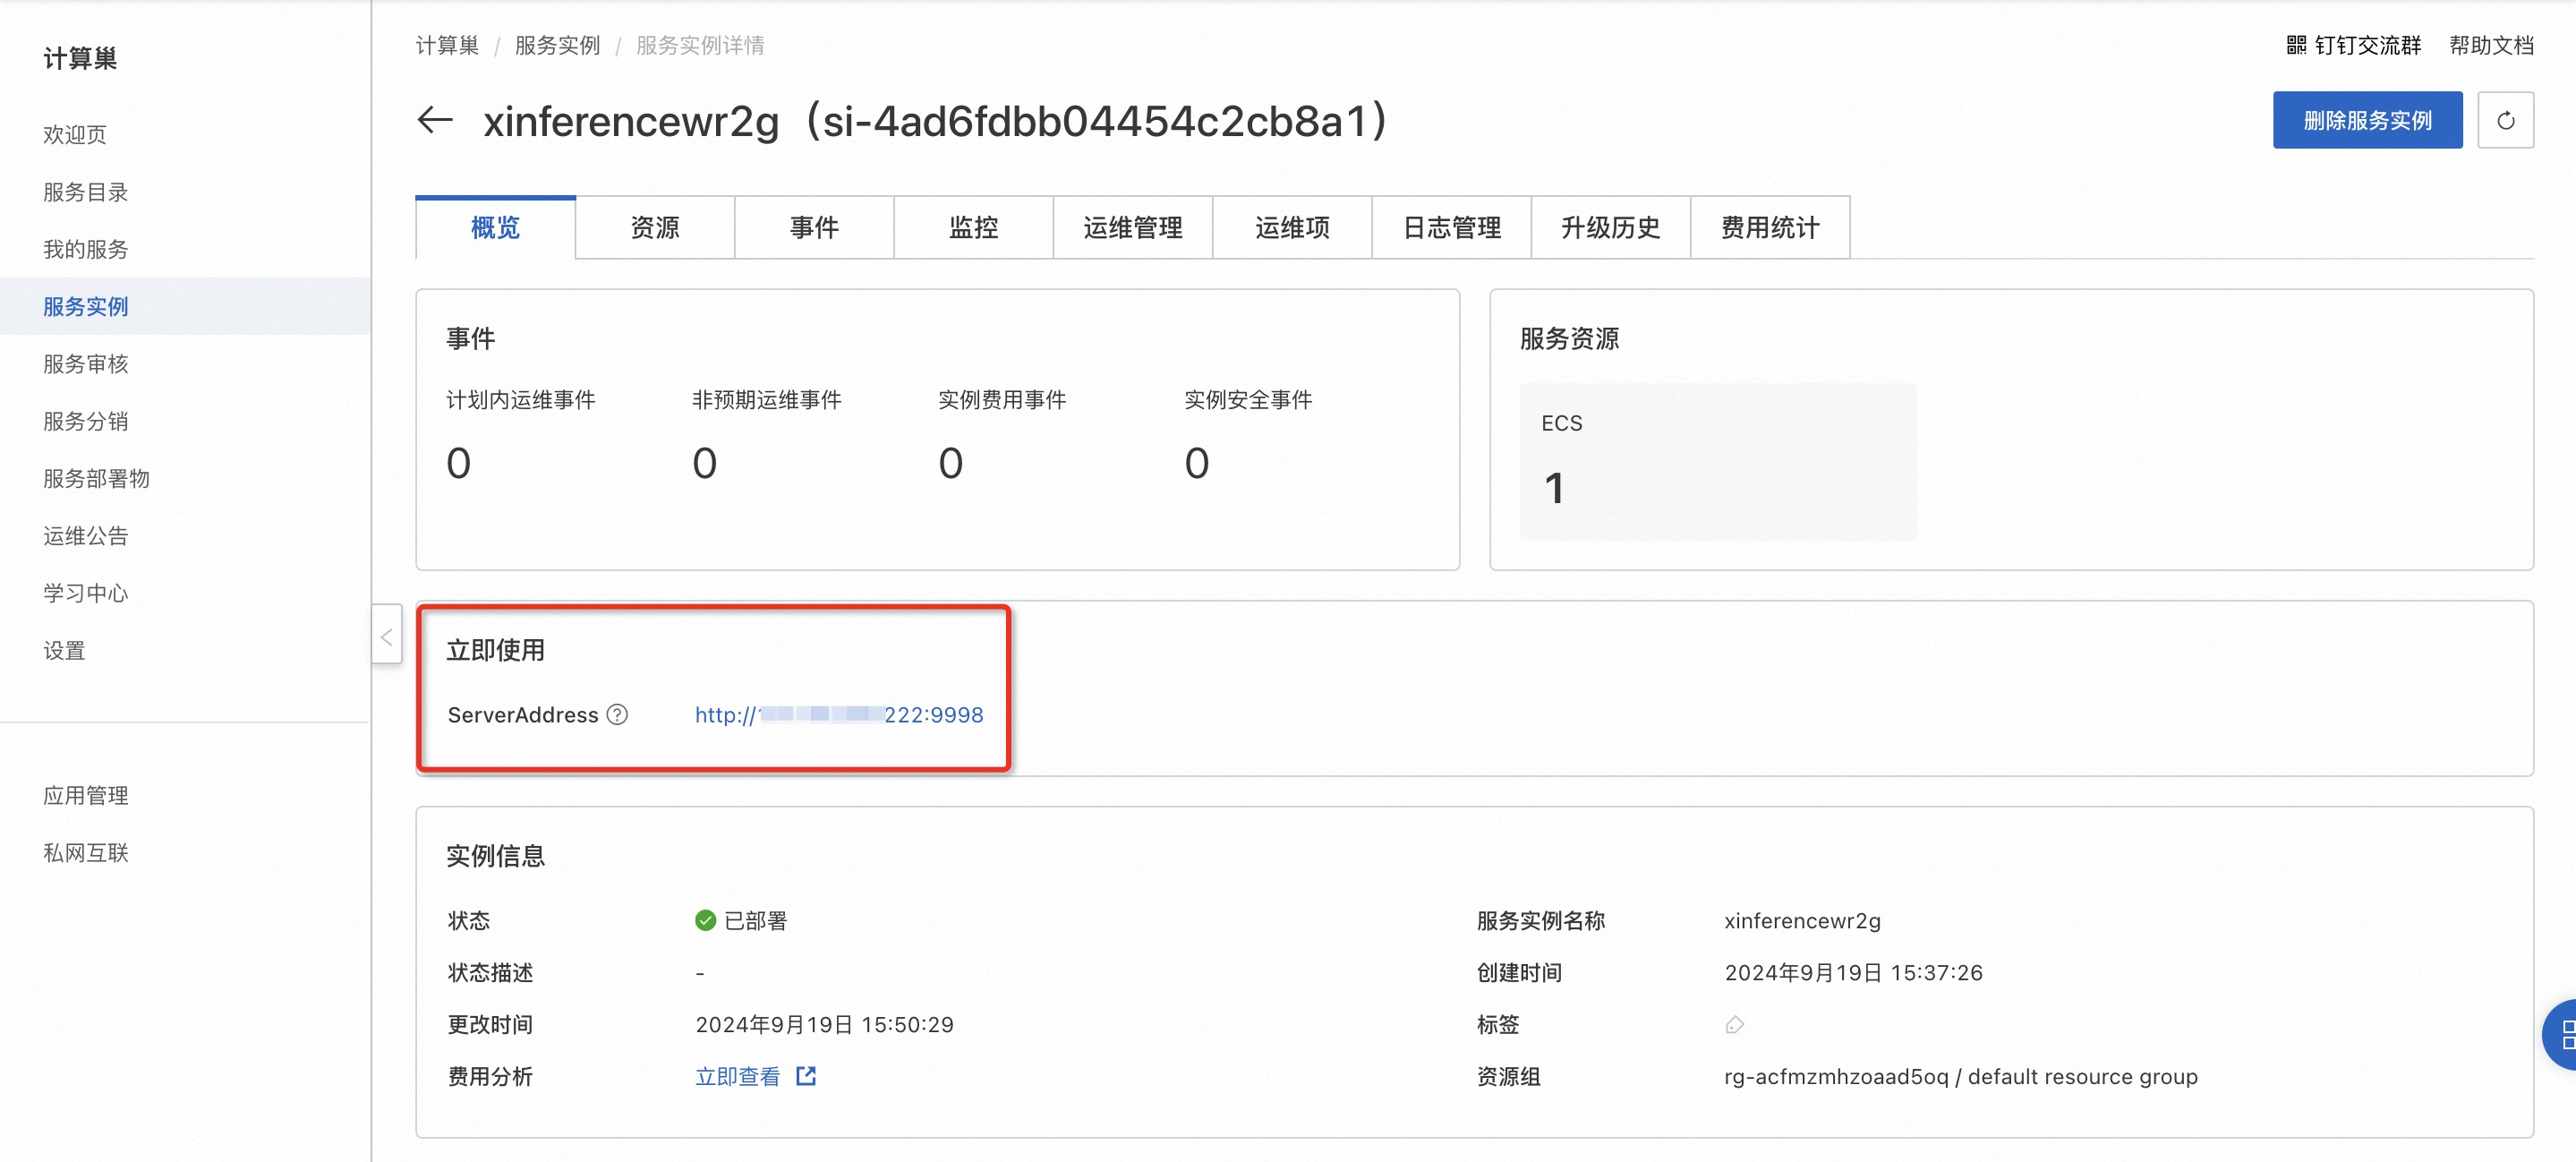 计算巢
欢迎页
服务目录
我的服务
服务实例
服务审核
服务分销
服务部署物
运维公告
学习中心
设置
应用管理
私网互联
计算巢 / 服务实例 / 服务实例详情
钉钉交流群 帮助文档
xinferencewr2g（si-4ad6fdbb04454c2cb8a1）
删除服务实例
概览 资源 事件 监控 运维管理 运维项 日志管理 升级历史 费用统计
事件
计划内运维事件 非预期运维事件 实例费用事件 实例安全事件
0 0 0 0
服务资源
ECS
1
立即使用
ServerAddress http:// 222:9998
实例信息
状态 已部署
服务实例名称 xinferencewr2g
状态描述 -
创建时间 2024年9月19日 15:37:26
更改时间 2024年9月19日 15:50:29
标签
费用分析 立即查看
资源组 rg-acfmzmhzoaad5oq / default resource group